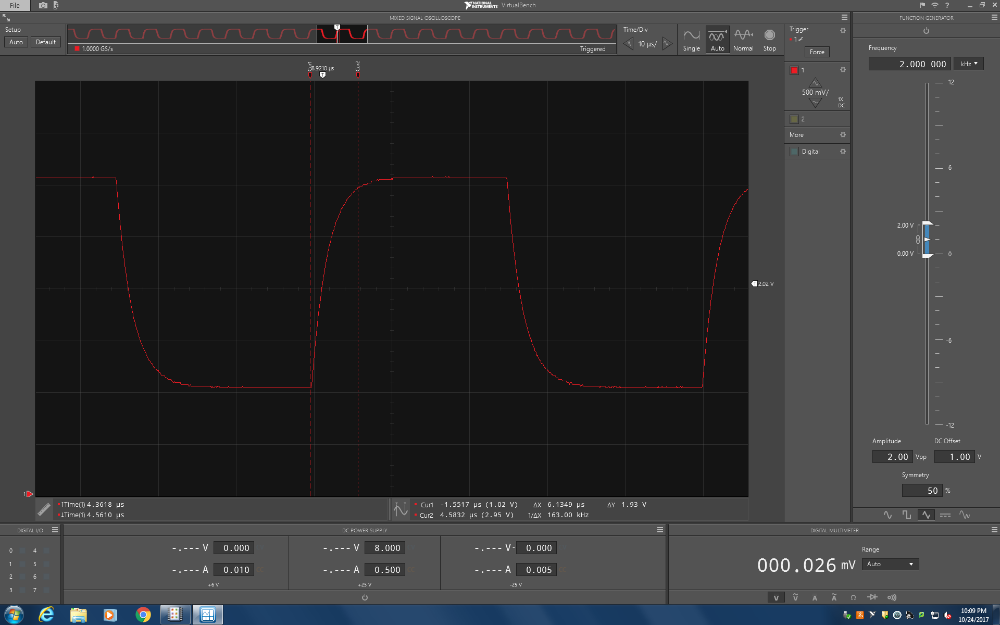 File
NATIONAL INSTRUMENTS VirtualBench
MIXED SIGNAL OSCILLOSCOPE
FUNCTION GENERATOR
Setup
Auto Default
1.0000 GS/s
Triggered
Time/Div
10 µs/
Single Auto Normal Stop
Trigger
1
Force
1
500 mV/
1X
DC
2
More
Digital
Frequency
2.000 000 kHz
12
6
2.00 V
0.00 V
0
-6
-12
Amplitude DC Offset
2.00 Vpp 1.00 V
Symmetry
50 %
Cur1 8.9210 µs Cur2
T
T
T 2.02 V
1
↑Time(1) 4.3618 µs
↓Time(1) 4.5610 µs
Cur1 -1.5517 µs (1.02 V) ΔX 6.1349 µs ΔY 1.93 V
Cur2 4.5832 µs (2.95 V) 1/ΔX 163.00 kHz
DIGITAL I/O
0 4
1 5
2 6
3 7
DC POWER SUPPLY
-.--- V 0.000 -.--- V 8.000 -.--- V- 0.000
-.--- A 0.010 -.--- A 0.500 -.--- A 0.005
+6 V +25 V -25 V
DIGITAL MULTIMETER
000.026 mV
Range
Auto
V V A A Ω
10:09 PM
10/24/2017